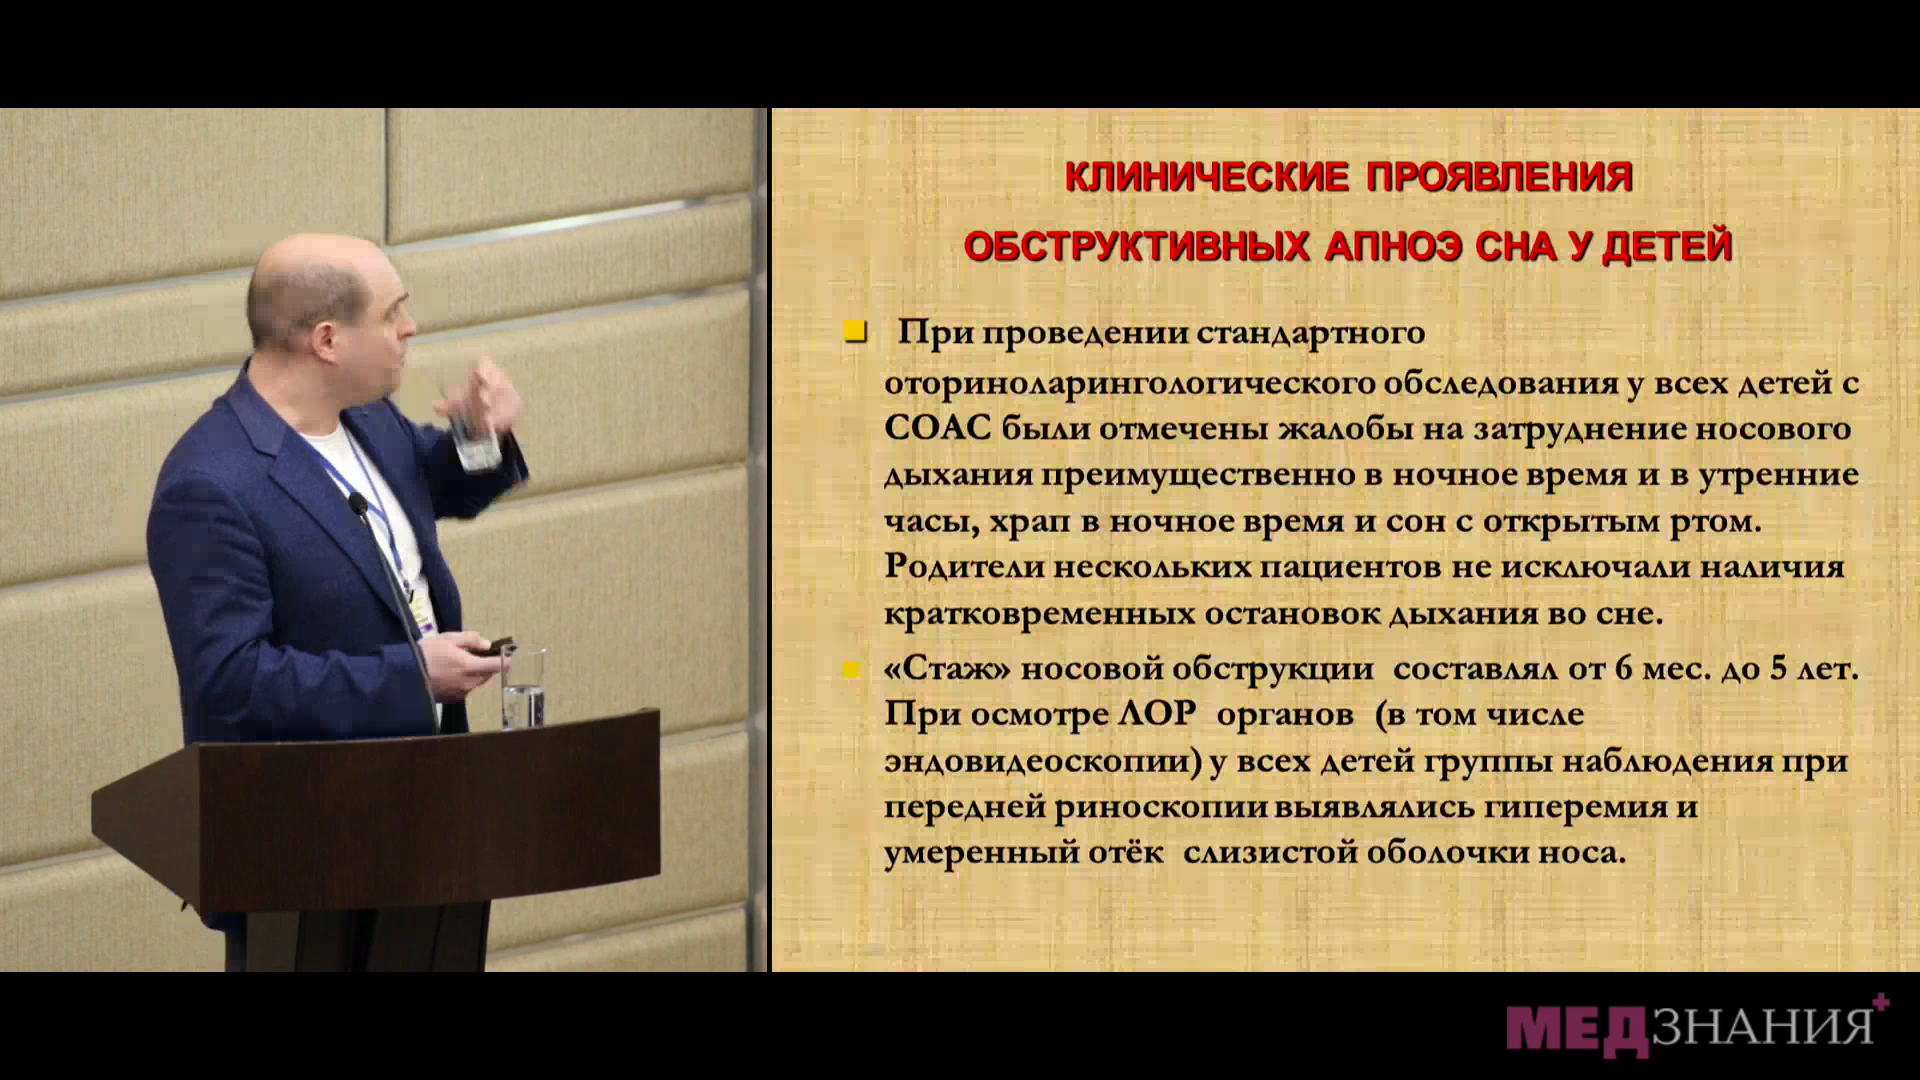 КЛИНИЧЕСКИЕ ПРОЯВЛЕНИЯ
ОБСТРУКТИВНЫХ АПНОЭ СНА У ДЕТЕЙ
При проведении стандартного
оториноларингологического обследования у всех детей с
СОАС были отмечены жалобы на затруднение носового
дыхания преимущественно в ночное время и в утренние
часы, храп в ночное время и сон с открытым ртом.
Родители нескольких пациентов не исключали наличия
кратковременных остановок дыхания во сне.
«Стаж» носовой обструкции составлял от 6 мес. до 5 лет.
При осмотре ЛОР органов (в том числе
эндовидеоскопии) у всех детей группы наблюдения при
передней риноскопии выявлялись гиперемия и
умеренный отёк слизистой оболочки носа.
МЕДЗНАНИЯ+